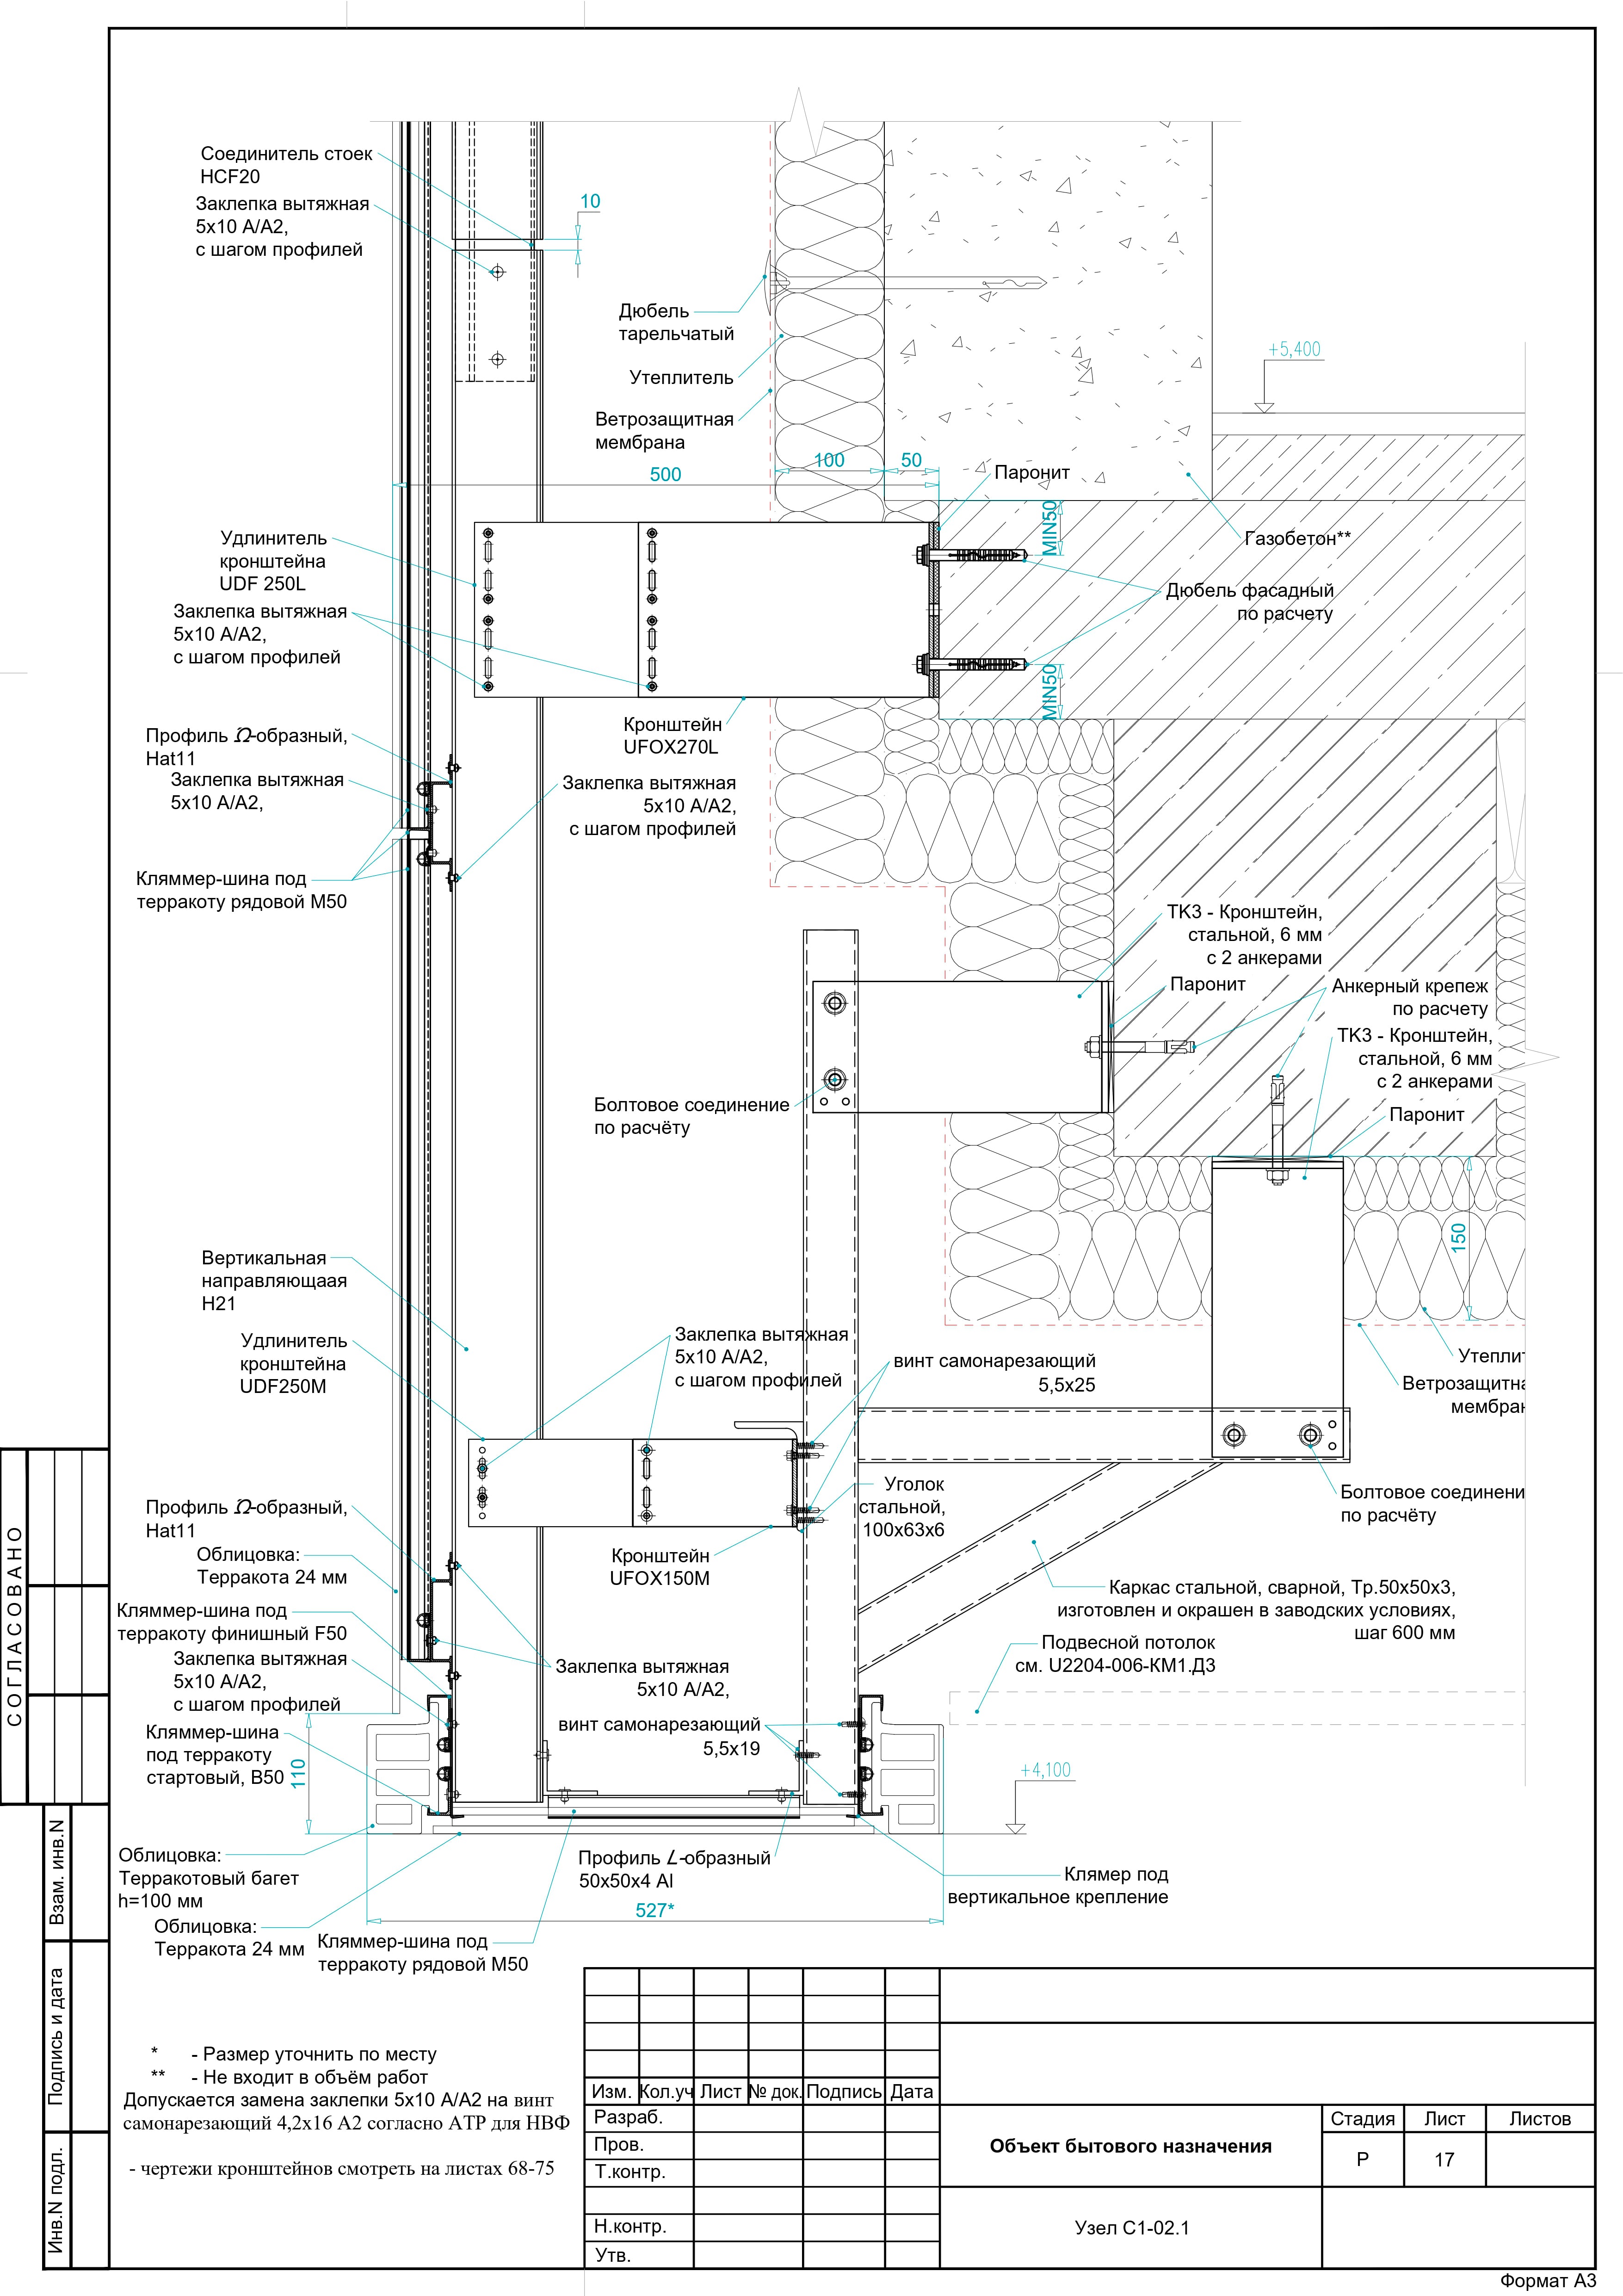 Соединитель стоек
HCF20
Заклепка вытяжная
5x10 A/A2,
с шагом профилей
10
Дюбель
тарельчатый
Утеплитель
Ветрозащитная
мембрана
+5,400
500
100
50
Паронит
MIN50
Газобетон**
Удлинитель
кронштейна
UDF 250L
Заклепка вытяжная
5x10 A/A2,
с шагом профилей
Дюбель фасадный
по расчету
MIN50
Кронштейн
UFOX270L
Профиль Ω-образный,
Hat11
Заклепка вытяжная
5x10 A/A2,
Заклепка вытяжная
5x10 A/A2,
с шагом профилей
Кляммер-шина под
терракоту рядовой M50
TK3 - Кронштейн,
стальной, 6 мм
с 2 анкерами
Паронит
Анкерный крепеж
по расчету
TK3 - Кронштейн,
стальной, 6 мм
с 2 анкерами
Паронит
Болтовое соединение
по расчёту
150
Вертикальная
направляющаая
H21
Удлинитель
кронштейна
UDF250M
Заклепка вытяжная
5x10 A/A2,
с шагом профилей
винт самонарезающий
5,5x25
Утеплит
Ветрозащитна
мембран
Профиль Ω-образный,
Hat11
Уголок
стальной,
100x63x6
Болтовое соединени
по расчёту
Облицовка:
Терракота 24 мм
Кронштейн
UFOX150M
Каркас стальной, сварной, Тр.50x50x3,
изготовлен и окрашен в заводских условиях,
шаг 600 мм
Кляммер-шина под
терракоту финишный F50
Подвесной потолок
см. U2204-006-КМ1.Д3
Заклепка вытяжная
5x10 A/A2,
с шагом профилей
Заклепка вытяжная
5x10 A/A2,
Кляммер-шина
под терракоту
стартовый, B50
110
винт самонарезающий
5,5x19
+4,100
Облицовка:
Терракотовый багет
h=100 мм
Профиль ∠-образный
50x50x4 Al
Клямер под
вертикальное крепление
527*
Облицовка:
Терракота 24 мм
Кляммер-шина под
терракоту рядовой M50
* - Размер уточнить по месту
** - Не входит в объём работ
Допускается замена заклепки 5x10 A/A2 на винт
самонарезающий 4,2x16 A2 согласно АТР для НВФ
- чертежи кронштейнов смотреть на листах 68-75
СОГЛАСОВАНО
Взам. инв.N
Подпись и дата
Инв.N подл.
Изм. Кол.уч Лист № док. Подпись Дата
Разраб.
Пров.
Т.контр.
Н.контр.
Утв.
Объект бытового назначения
Стадия Лист Листов
Р 17
Узел C1-02.1
Формат А3